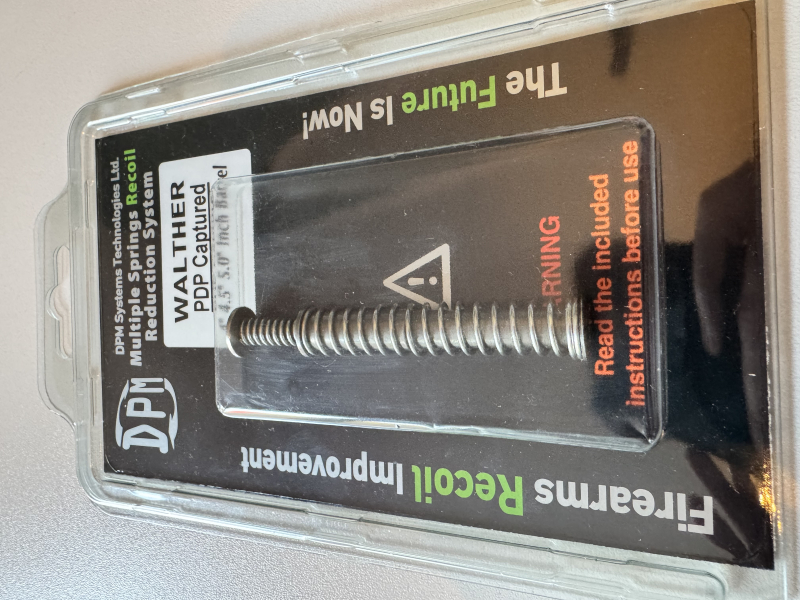 DPM
DPM Systems Technologies Ltd.
Multiple Springs Recoil
Reduction System
WALTHER
PDP Captured
4.5" 5.0" Inch Barrel
The Future Is Now!
Firearms Recoil Improvement
Read the included
instructions before use